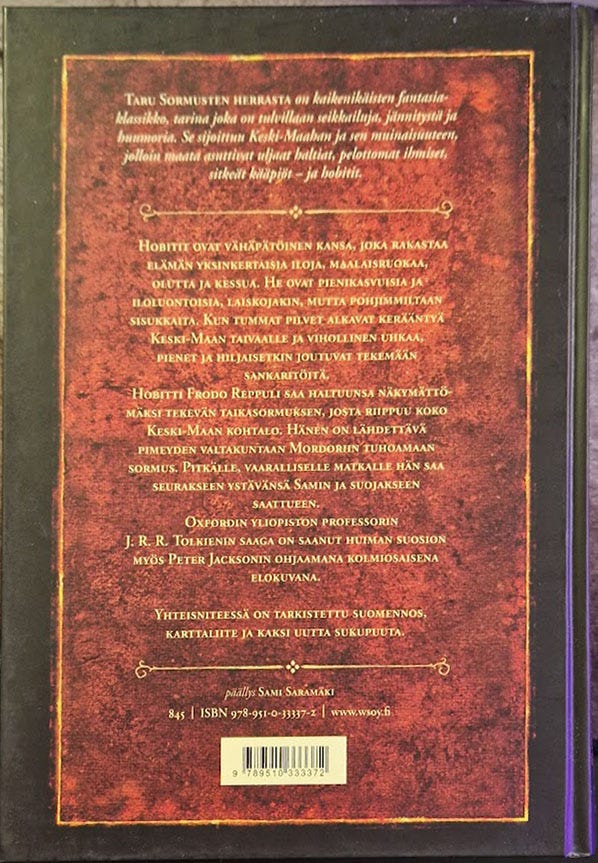 TARU SORMUSTEN HERRASTA on kaikenikäisten fantasia-
klassikko, tarina joka on tulvillaan seikkailuja, jännitystä ja
huumoria. Se sijoittuu Keski-Maahan ja sen muinaisuuteen,
jolloin maata asuttivat uljaat haltiat, pelottomat ihmiset,
sitkeät kääpiöt – ja hobitit.
HOBITIT OVAT VÄHÄPÄTÖINEN KANSA, JOKA RAKASTAA
ELÄMÄN YKSINKERTAISIA ILOJA, MAALAISRUOKAA,
OLUTTA JA KESSUA. HE OVAT PIENIKASVUISIA JA
ILOLUONTOISIA, LAISKOJAKIN, MUTTA POHJIMMILTAAN
SISUKKAITA. KUN TUMMAT PILVET ALKAVAT KERÄÄNTYÄ
KESKI-MAAN TAIVAALLE JA VIHOLLINEN UHKAA,
PIENET JA HILJAISETKIN JOUTUVAT TEKEMÄÄN
SANKARITÖITÄ.
HOBITTI FRODO REPPULI SAA HALTUUNSA NÄKYMÄTTÖ-
MÄKSI TEKEVÄN TAIKASORMUKSEN, JOSTA RIIPPUU KOKO
KESKI-MAAN KOHTALO. HÄNEN ON LÄHDETTÄVÄ
PIMEYDEN VALTAKUNTAAN MORDORIIN TUHOAMAAN
SORMUS. PITKÄLLE, VAARALLISELLE MATKALLE HÄN SAA
SEURAKSEEN YSTÄVÄNSÄ SAMIN JA SUOJAKSEEN
SAATTUEEN.
OXFORDIN YLIOPISTON PROFESSORIN
J. R. R. TOLKIENIN SAAGA ON SAANUT HUIMAN SUOSION
MYÖS PETER JACKSONIN OHJAAMANA KOLMIOSAISENA
ELOKUVANA.
YHTEISNITEESSÄ ON TARKISTETTU SUOMENNOS,
KARTTALIITE JA KAKSI UUTTA SUKUPUUTA.
päällys SAMI SARAMÄKI
845 | ISBN 978-951-0-33337-2 | www.wsoy.fi
9 789510 333372